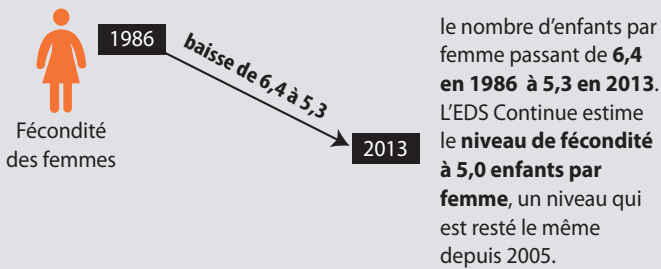 1986
baisse de 6,4 à 5,3
2013
Fécondité
des femmes
le nombre d’enfants par
femme passant de 6,4
en 1986 à 5,3 en 2013.
L’EDS Continue estime
le niveau de fécondité
à 5,0 enfants par
femme, un niveau qui
est resté le même
depuis 2005.